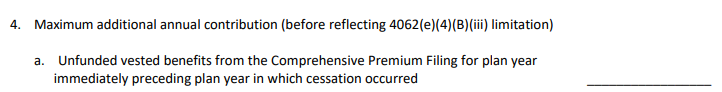 4. Maximum additional annual contribution (before reflecting 4062(e)(4)(B)(iii) limitation)
a. Unfunded vested benefits from the Comprehensive Premium Filing for plan year
immediately preceding plan year in which cessation occurred